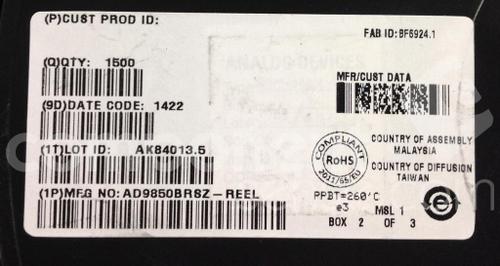 (P)CUST PROD ID:
FAB ID:BF6924.1
(Q)QTY: 1500
ANALOG DEVICES
MFR/CUST DATA
(9D)DATE CODE: 1422
(1T)LOT ID: AK84013.5
COMPLIANT
RoHS
2011/65/EU
COUNTRY OF ASSEMBLY
MALAYSIA
COUNTRY OF DIFFUSION
TAIWAN
(1P)MFG NO:AD9850BRSZ-REEL
PPBT=260'C
e3
MSL 1
BOX 2 OF 3
e